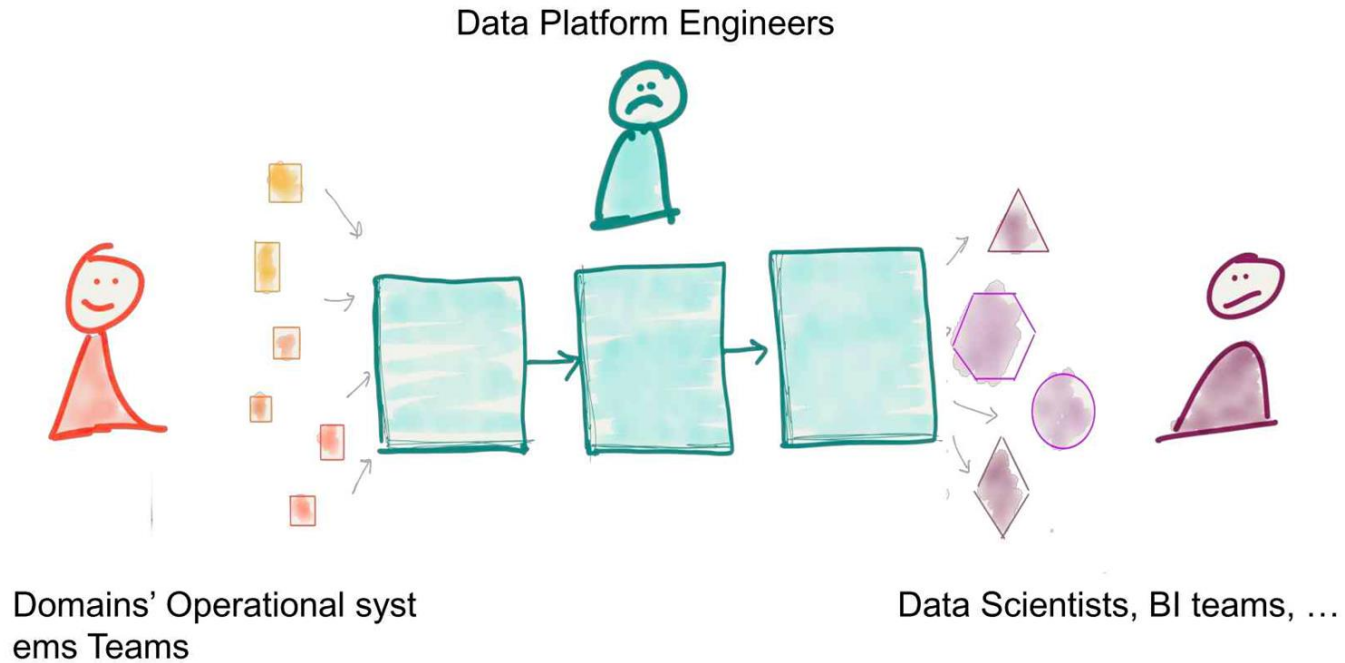 Data Platform Engineers
Domains’ Operational syst
ems Teams
Data Scientists, BI teams, …